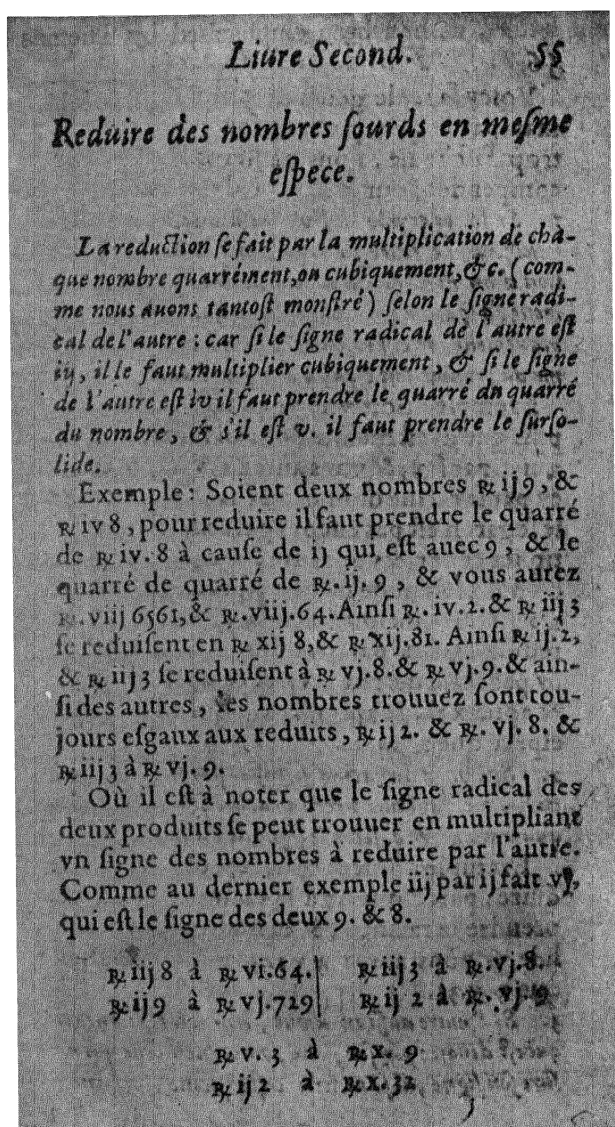 Liure Second. 55
Reduire des nombres ſourds en meſme
eſpece.
La reduction ſe fait par la multiplication de chà-
que nombre quarrément, ou cubiquement, &c. (com-
me nous auons tantoſt monſtré) ſelon le ſigne radi-
cal de l'autre : car ſi le ſigne radical de l'autre eſt
iij, il le faut multiplier cubiquement, & ſi le ſigne
de l'autre eſt iv il faut prendre le quarré du quarré
du nombre, & s'il eſt v. il faut prendre le ſurſo-
lide.
Exemple : Soient deux nombres ℞ ij 9, &
℞ iv 8, pour reduire il faut prendre le quarré
de ℞ iv. 8 à cauſe de ij qui eſt auec 9, & le
quarré de quarré de ℞. ij. 9, & vous aurez
℞. viij 6561, & ℞. viij. 64. Ainſi ℞. iv. 2. & ℞ iij 3
ſe reduiſent en ℞ xij 8, & ℞ xij. 81. Ainſi ℞ ij. 2,
& ℞ iij 3 ſe reduiſent à ℞ vj. 8. & ℞ vj. 9. & ain-
ſi des autres, les nombres trouuez ſont tou-
jours eſgaux aux reduits, ℞ ij 2. & ℞. vj. 8. &
℞ iij 3 à ℞ vj. 9.
Où il eſt à noter que le ſigne radical des
deux produits ſe peut trouuer en multipliant
vn ſigne des nombres à reduire par l'autre.
Comme au dernier exemple iij par ij fait vj,
qui eſt le ſigne des deux 9. & 8.
℞ iij 8 à ℞ vi. 64. | ℞ iij 3 à ℞. vj. 8.
℞ ij 9 à ℞ vj. 729 | ℞ ij 2 à ℞. vj. 9
℞ v. 3 à ℞ x. 9
℞ ij 2 à ℞ x. 32